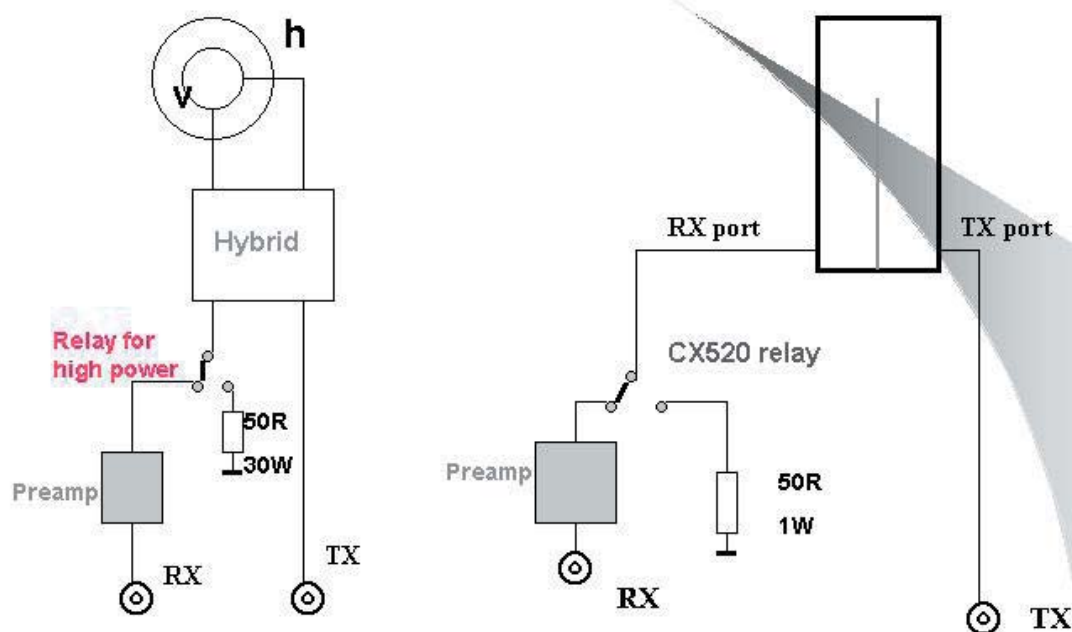 h
V
Hybrid
Relay for
high power
50R
30W
Preamp
RX
TX
RX port
TX port
CX520 relay
Preamp
50R
1W
RX
TX